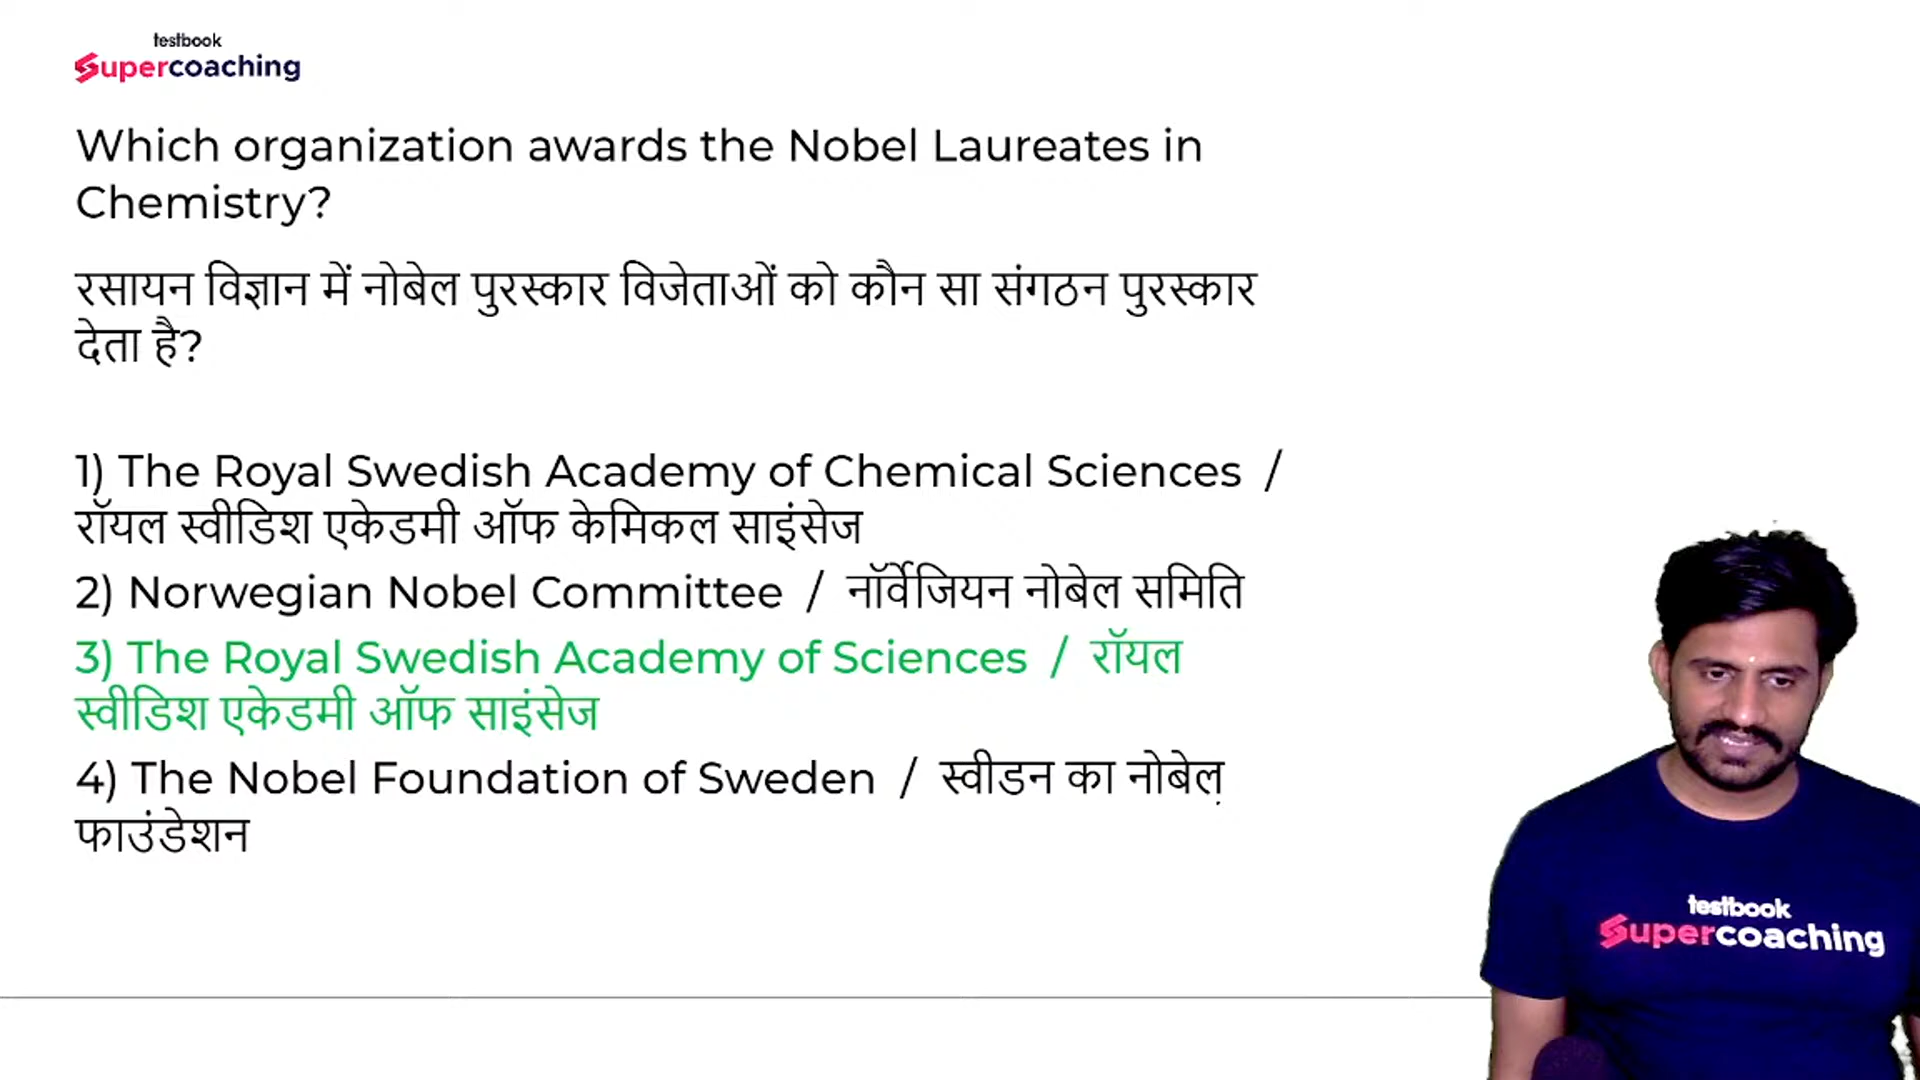 testbook
Supercoaching
Which organization awards the Nobel Laureates in
Chemistry?
रसायन विज्ञान में नोबेल पुरस्कार विजेताओं को कौन सा संगठन पुरस्कार
देता है?
1) The Royal Swedish Academy of Chemical Sciences /
रॉयल स्वीडिश एकेडमी ऑफ केमिकल साइंसेज
2) Norwegian Nobel Committee / नॉर्वेजियन नोबेल समिति
3) The Royal Swedish Academy of Sciences / रॉयल
स्वीडिश एकेडमी ऑफ साइंसेज
4) The Nobel Foundation of Sweden / स्वीडन का नोबेल
फाउंडेशन
testbook
Supercoaching